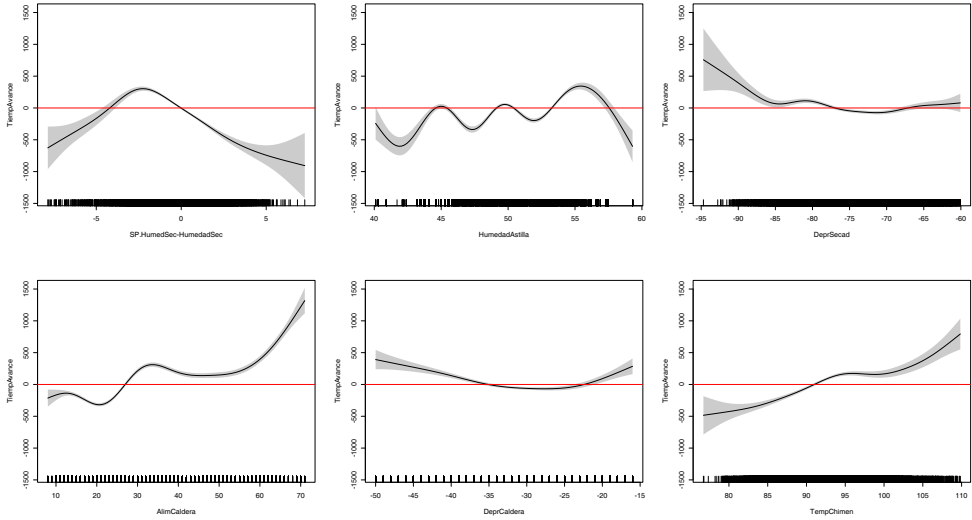 TiempAvance
-1500 -1000 -500 0 500 1000 1500
-5 0 5
SP.HumedSec-HumedadSec
TiempAvance
-1500 -1000 -500 0 500 1000 1500
40 45 50 55 60
HumedadAstilla
TiempAvance
-1500 -1000 -500 0 500 1000 1500
-95 -90 -85 -80 -75 -70 -65 -60
DeprSecad
TiempAvance
-1500 -1000 -500 0 500 1000 1500
10 20 30 40 50 60 70
AlimCaldera
TiempAvance
-1500 -1000 -500 0 500 1000 1500
-50 -45 -40 -35 -30 -25 -20 -15
DeprCaldera
TiempAvance
-1500 -1000 -500 0 500 1000 1500
80 85 90 95 100 105 110
TempChimen